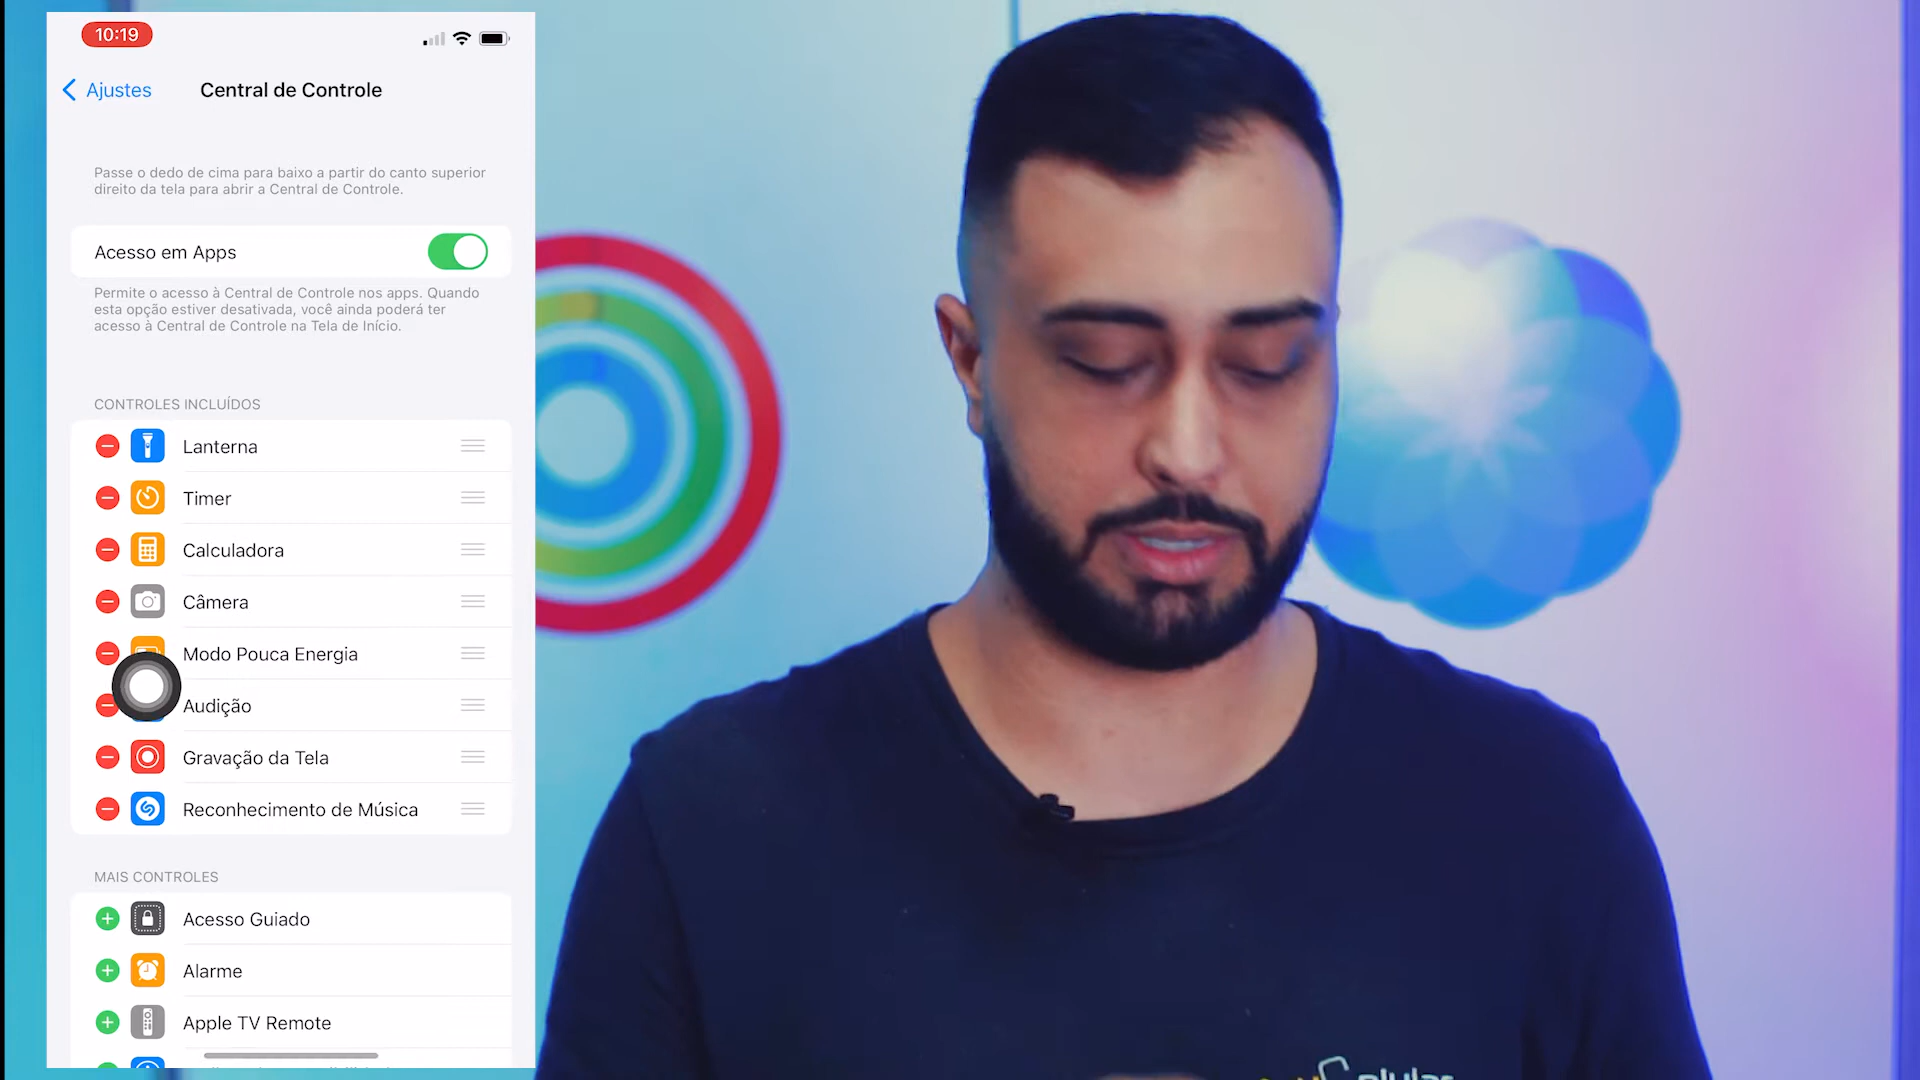 10:19
Ajustes
Central de Controle
Passe o dedo de cima para baixo a partir do canto superior
direito da tela para abrir a Central de Controle.
Acesso em Apps
Permite o acesso à Central de Controle nos apps. Quando
esta opção estiver desativada, você ainda poderá ter
acesso à Central de Controle na Tela de Início.
CONTROLES INCLUÍDOS
Lanterna
Timer
Calculadora
Câmera
Modo Pouca Energia
Audição
Gravação da Tela
Reconhecimento de Música
MAIS CONTROLES
Acesso Guiado
Alarme
Apple TV Remote